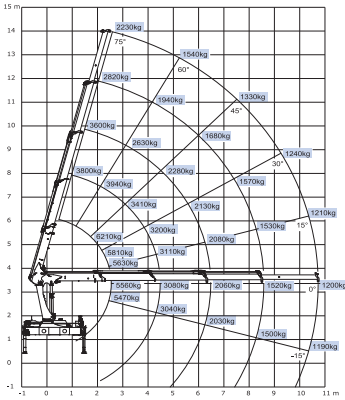 15 m
14
2230kg
75°
13
1540kg
60°
12
2820kg
1940kg
1330kg
11
45°
10
3600kg
1680kg
2630kg
9
1240kg
2280kg
30°
8
3800kg
3940kg
1570kg
7
3410kg
2130kg
1210kg
6
6210kg
3200kg
2080kg
1530kg
15°
5
5810kg
3110kg
5630kg
4
3
5560kg
3080kg
2060kg
1520kg
0°
1200kg
5470kg
2
3040kg
2030kg
1
1500kg
1190kg
-15°
0
-1
-1 0 1 2 3 4 5 6 7 8 9 10 11 m